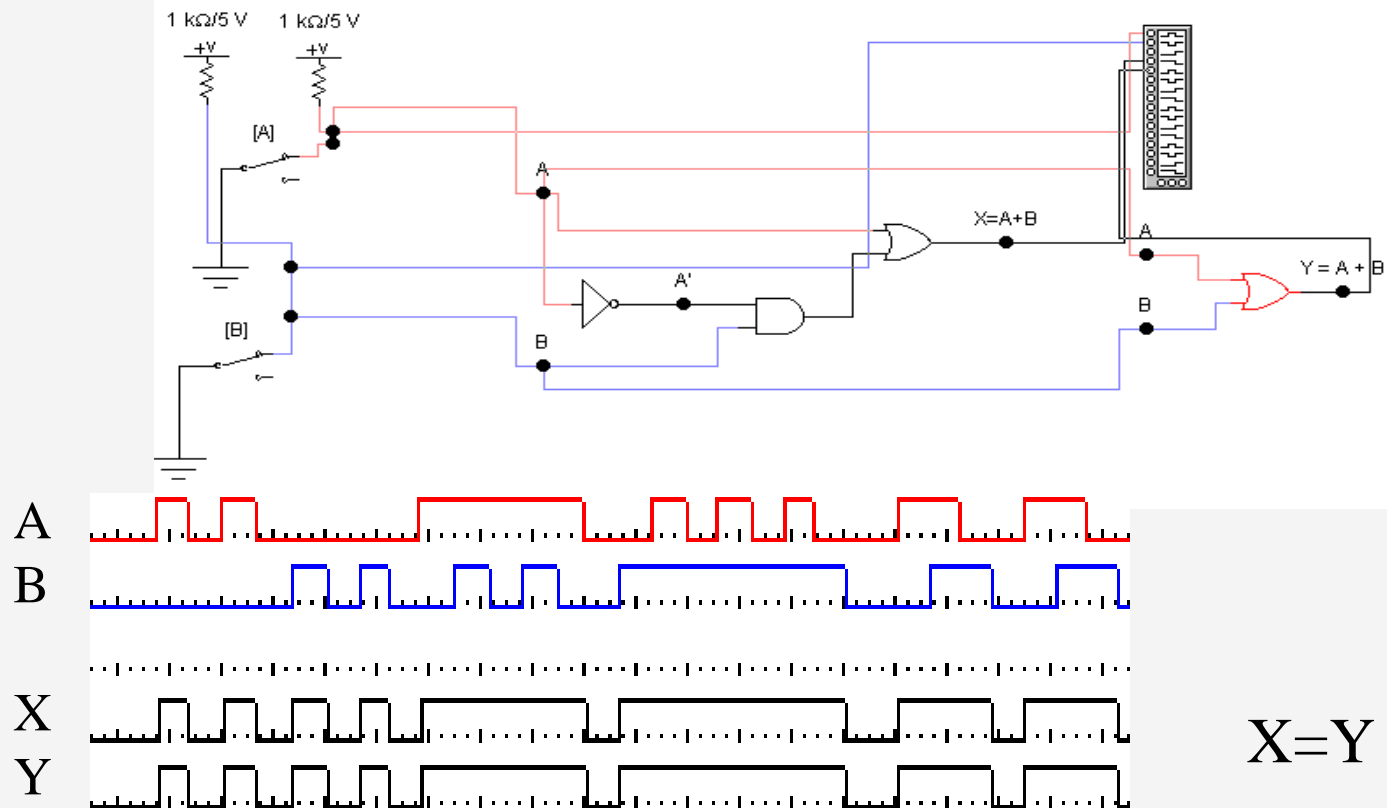 1 kΩ/5 V
1 kΩ/5 V
+V
+V
[A]
A
X=A+B
A
Y = A + B
A'
B
[B]
B
A
B
X
Y
X=Y